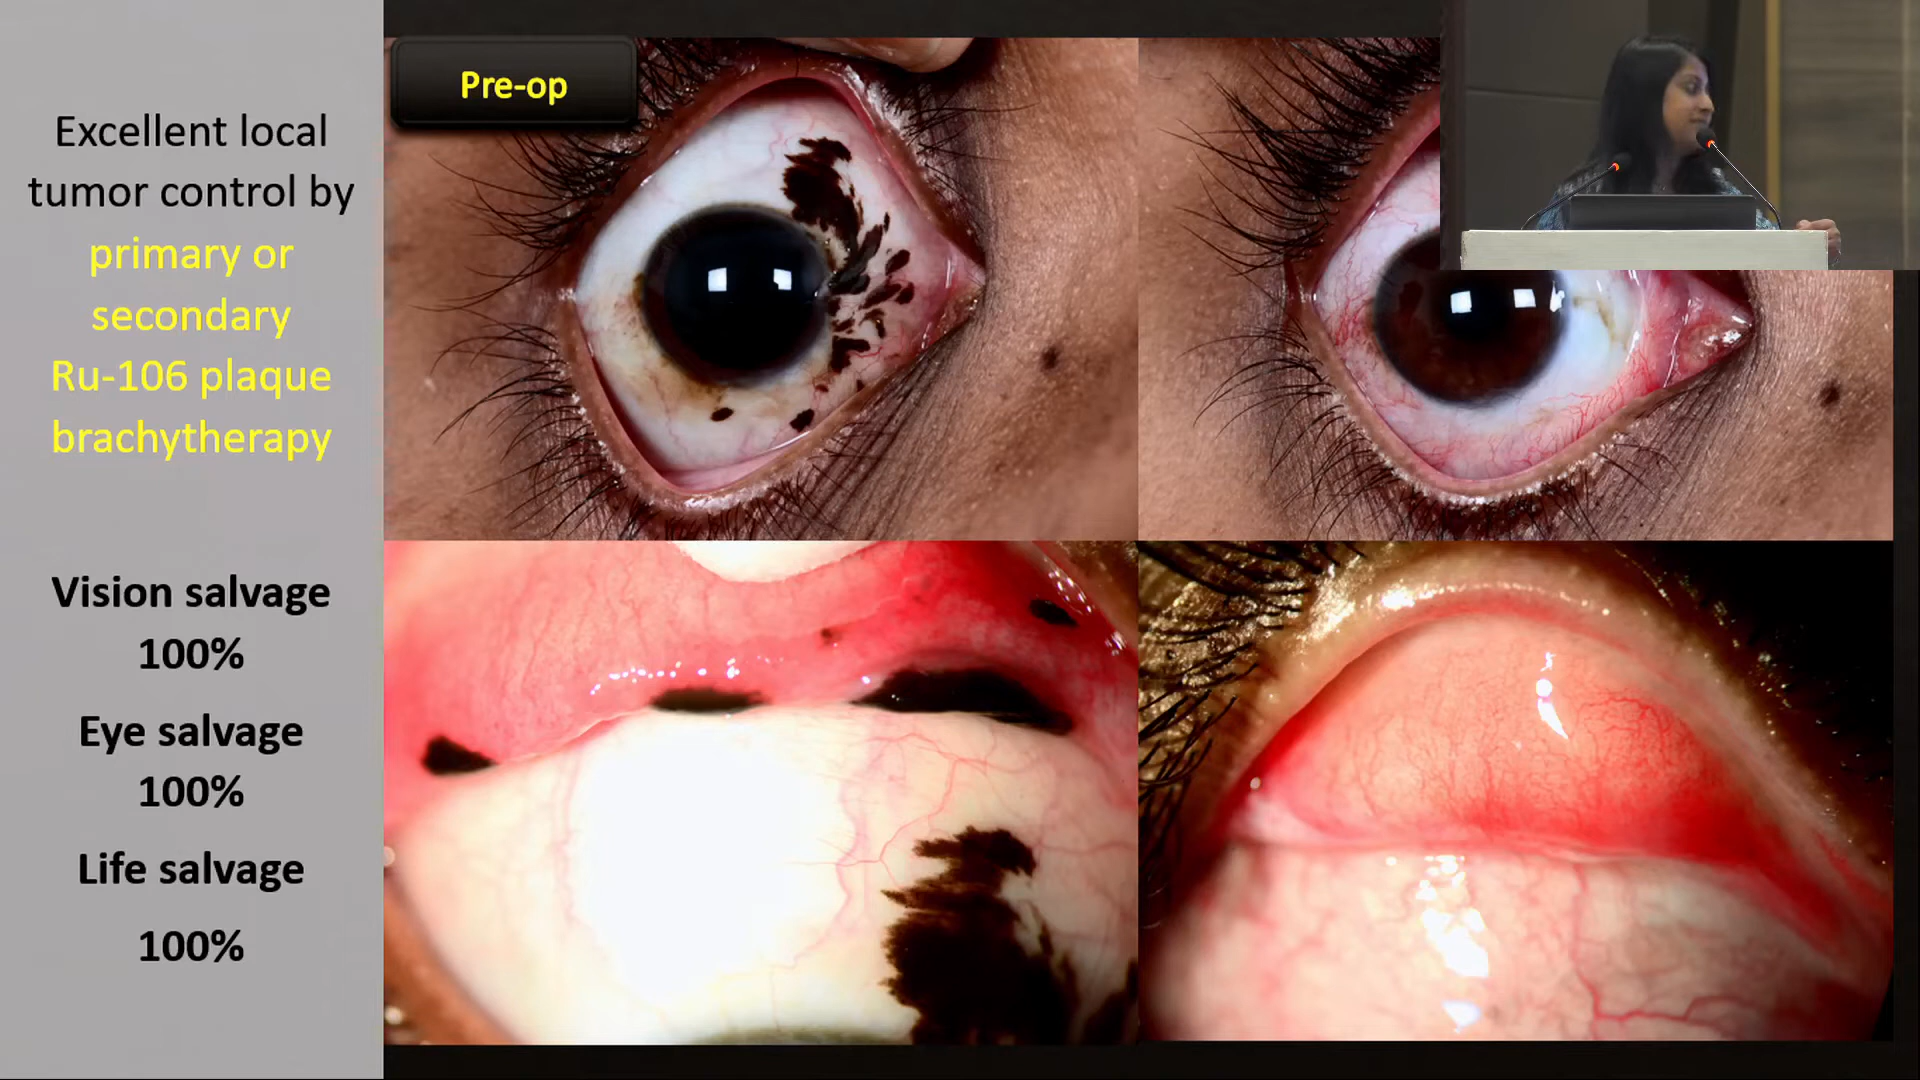 Excellent local
tumor control by
primary or
secondary
Ru-106 plaque
brachytherapy
Vision salvage
100%
Eye salvage
100%
Life salvage
100%
Pre-op